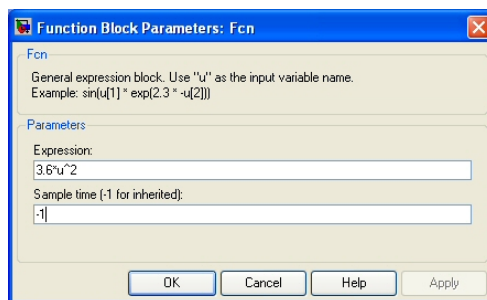 Function Block Parameters: Fcn
Fcn
General expression block. Use "u" as the input variable name.
Example: sin(u[1] * exp(2.3 * -u[2]))
Parameters
Expression:
3.6*u^2
Sample time (-1 for inherited):
-1
OK Cancel Help Apply